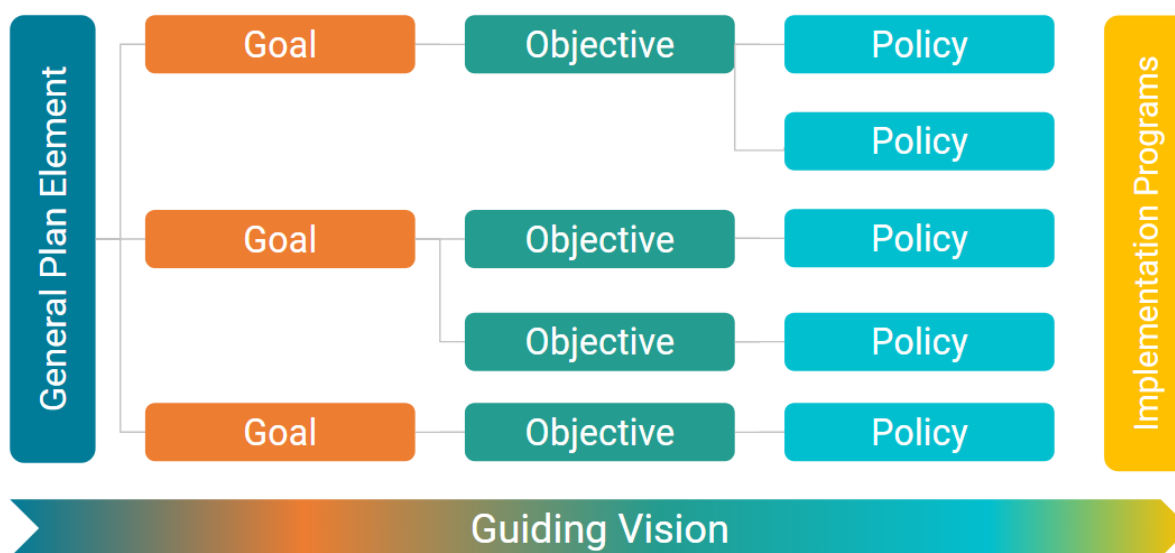 General Plan Element
Goal
Objective
Policy
Policy
Goal
Objective
Policy
Objective
Policy
Goal
Objective
Policy
Implementation Programs
Guiding Vision